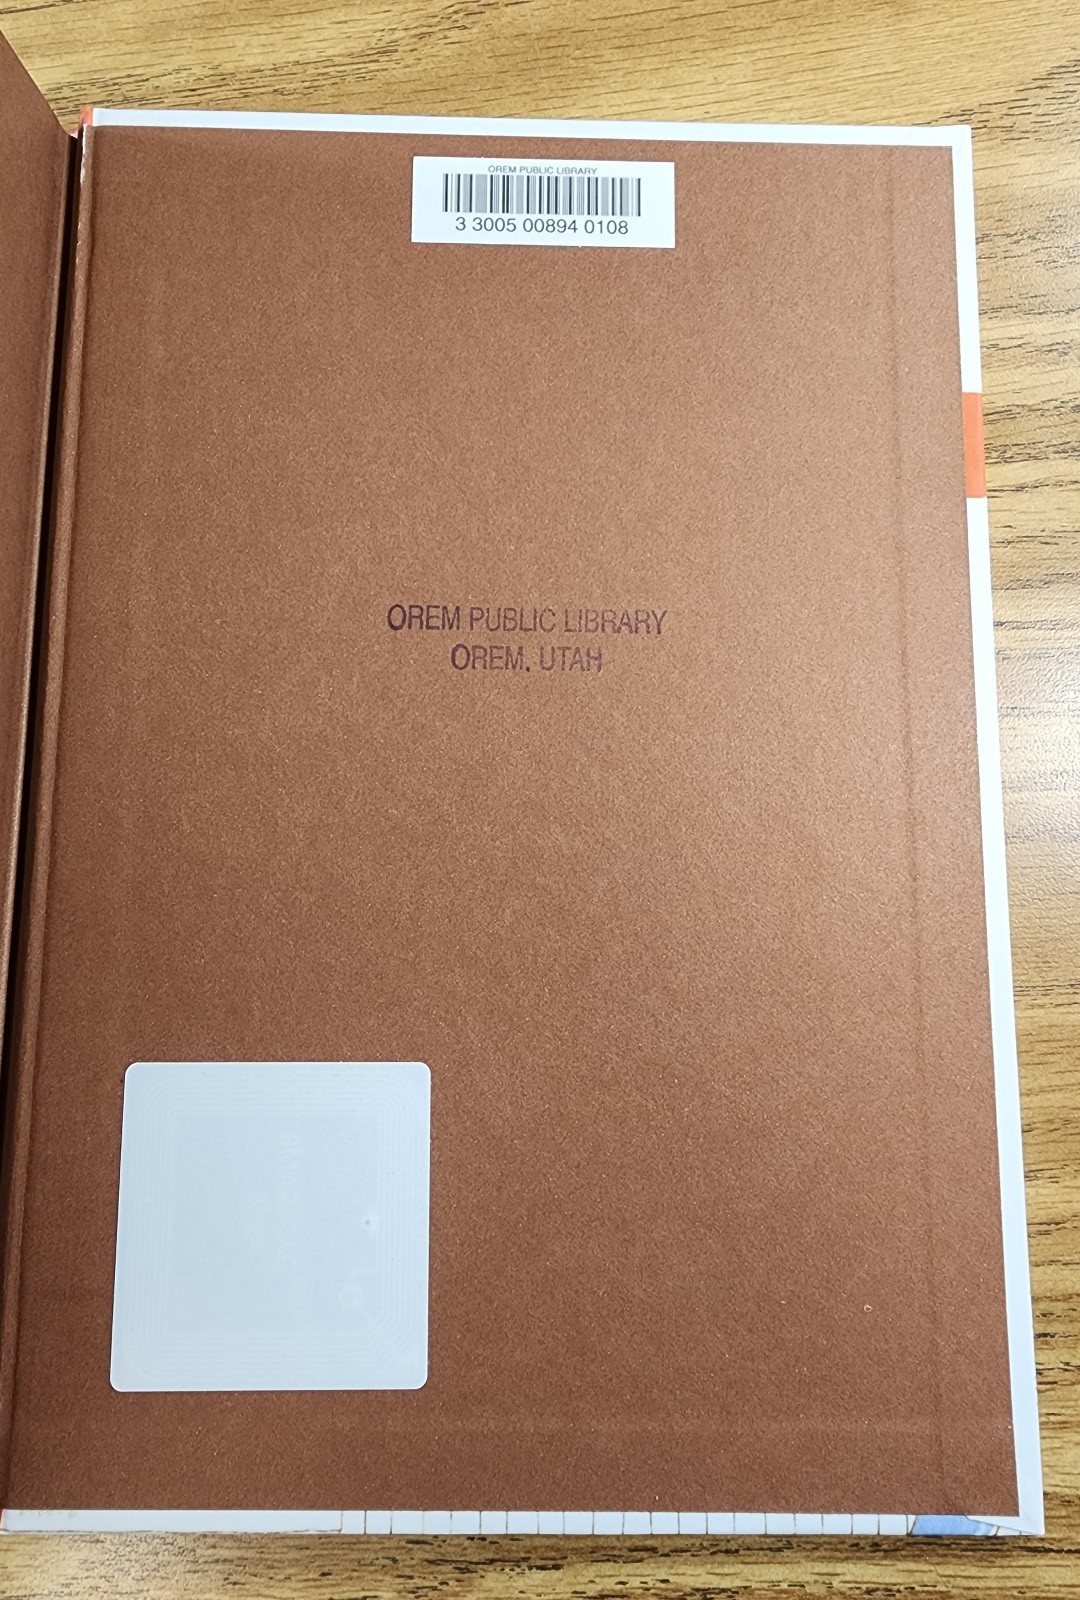 OREM PUBLIC LIBRARY
3 3005 00894 0108
OREM PUBLIC LIBRARY
OREM, UTAH